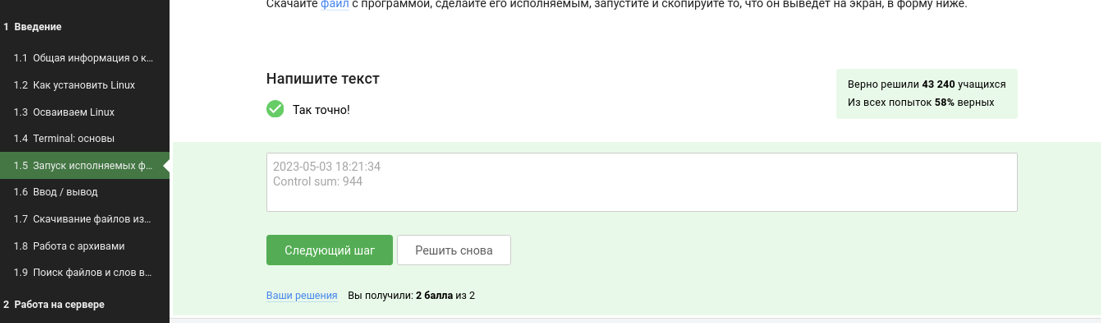 Скачайте файл с программой, сделайте его исполняемым, запустите и скопируйте то, что он выведет на экран, в форму ниже.
1 Введение
1.1 Общая информация о к...
1.2 Как установить Linux
1.3 Осваиваем Linux
1.4 Terminal: основы
1.5 Запуск исполняемых ф...
1.6 Ввод / вывод
1.7 Скачивание файлов из...
1.8 Работа с архивами
1.9 Поиск файлов и слов в...
2 Работа на сервере
Напишите текст
Так точно!
Верно решили 43 240 учащихся
Из всех попыток 58% верных
2023-05-03 18:21:34
Control sum: 944
Следующий шаг
Решить снова
Ваши решения Вы получили: 2 балла из 2